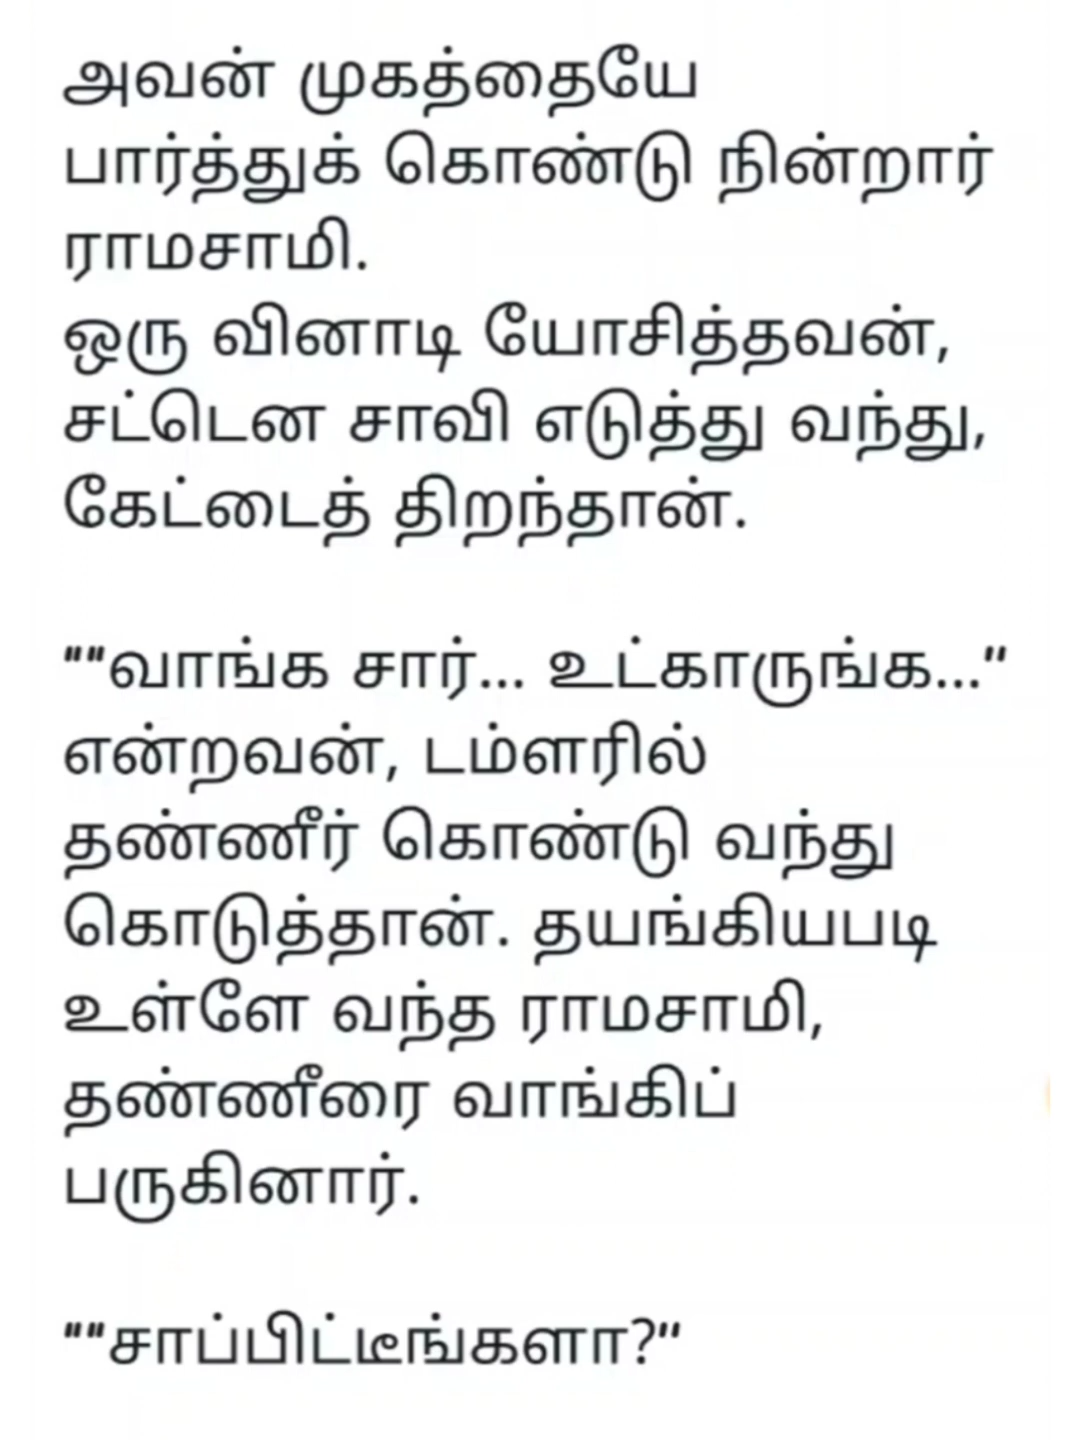 அவன் முகத்தையே
பார்த்துக் கொண்டு நின்றார்
ராமசாமி.
ஒரு வினாடி யோசித்தவன்,
சட்டென சாவி எடுத்து வந்து,
கேட்டைத் திறந்தான்.
““வாங்க சார்... உட்காருங்க...”
என்றவன், டம்ளரில்
தண்ணீர் கொண்டு வந்து
கொடுத்தான். தயங்கியபடி
உள்ளே வந்த ராமசாமி,
தண்ணீரை வாங்கிப்
பருகினார்.
““சாப்பிட்டீங்களா?”